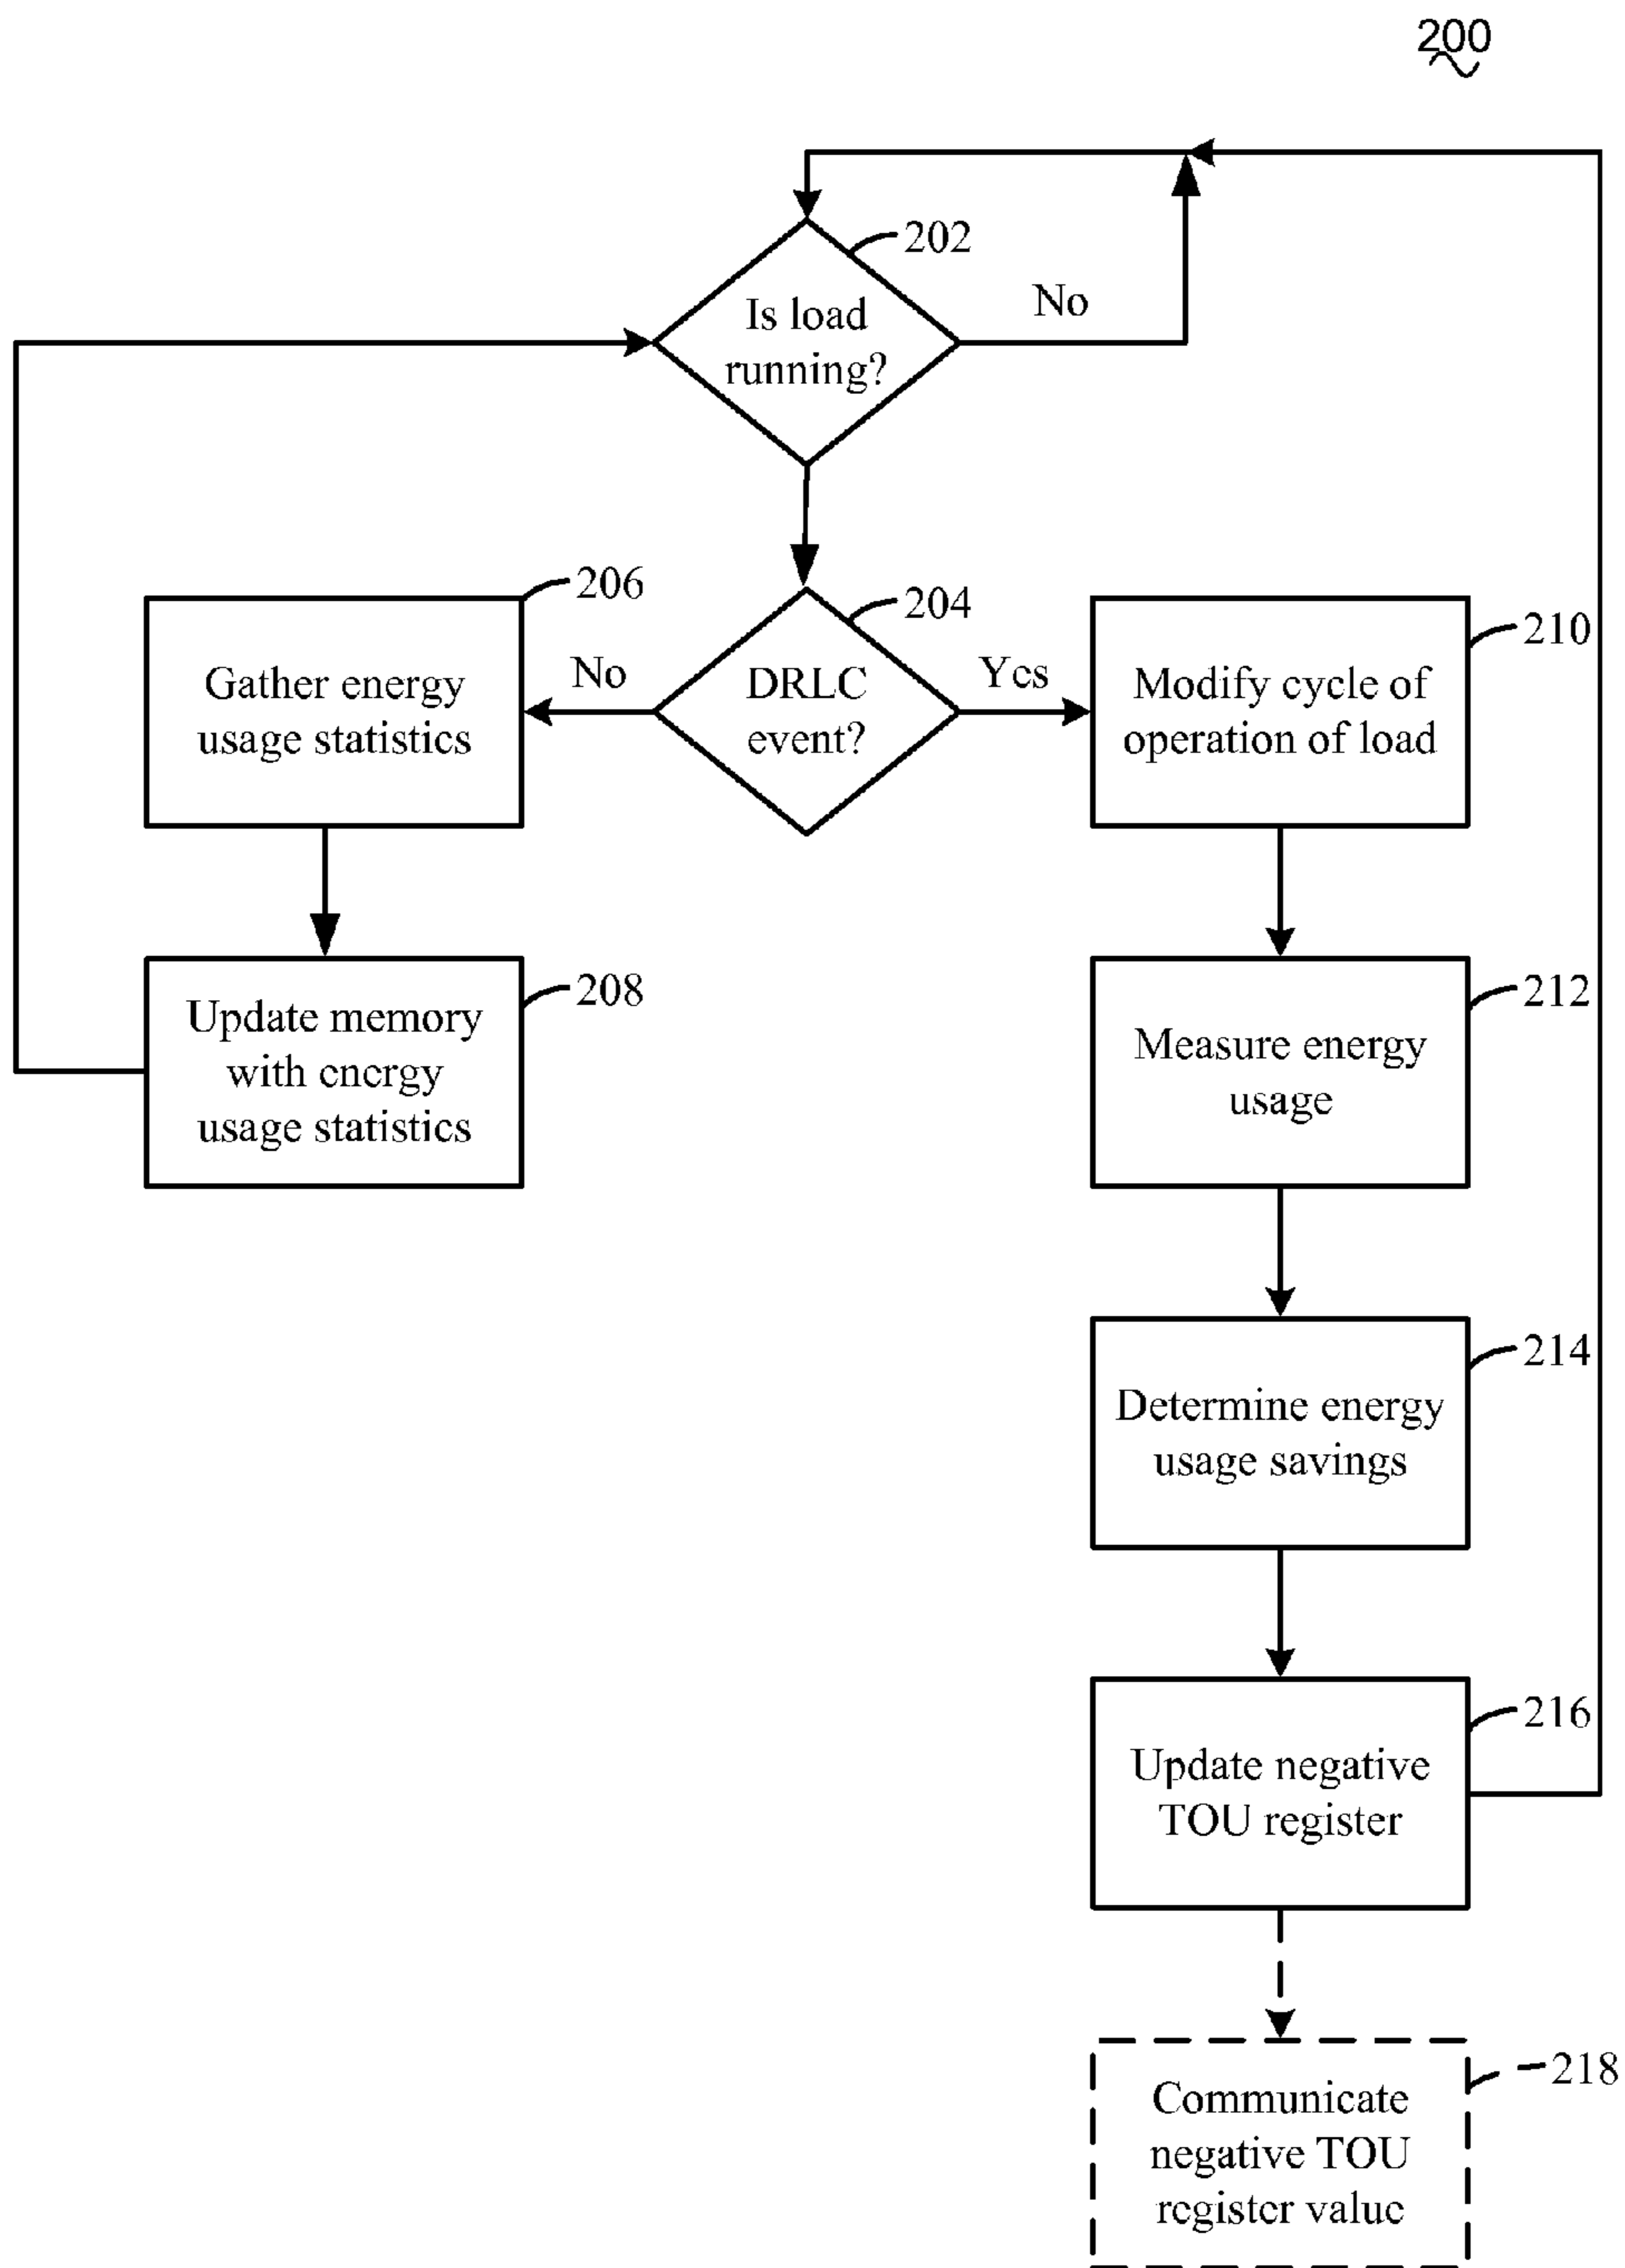 200
202
Is load
running?
No
206
204
210
Gather energy
usage statistics
No
DRLC
event?
Yes
Modify cycle of
operation of load
208
212
Update memory
with energy
usage statistics
Measure energy
usage
214
Determine energy
usage savings
216
Update negative
TOU register
218
Communicate
negative TOU
register value